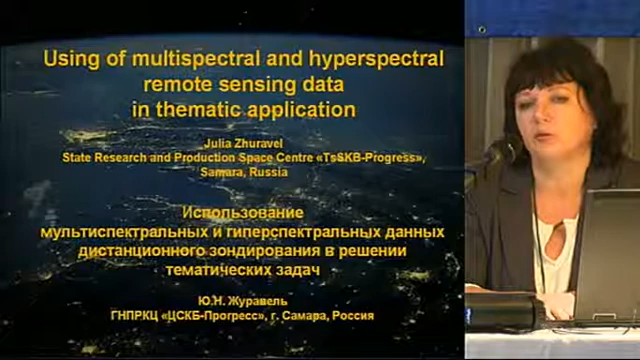 Using of multispectral and hyperspectral
remote sensing data
in thematic application
Julia Zhuravel
State Research and Production Space Centre «TsSKB-Progress»,
Samara, Russia
Использование
мультиспектральных и гиперспектральных данных
дистанционного зондирования в решении
тематических задач
Ю.Н. Журавель
ГНПРКЦ «ЦСКБ-Прогресс», г. Самара, Россия